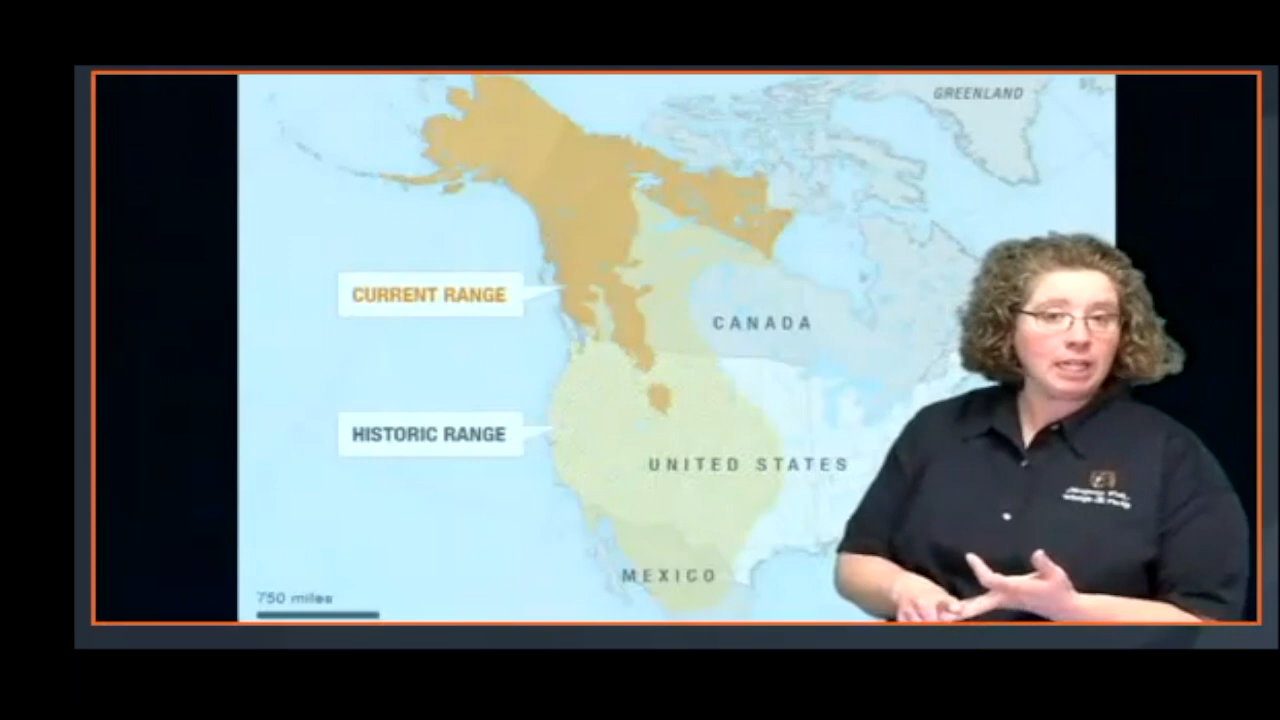 GREENLAND
CURRENT RANGE
CANADA
HISTORIC RANGE
UNITED STATES
MEXICO
750 miles